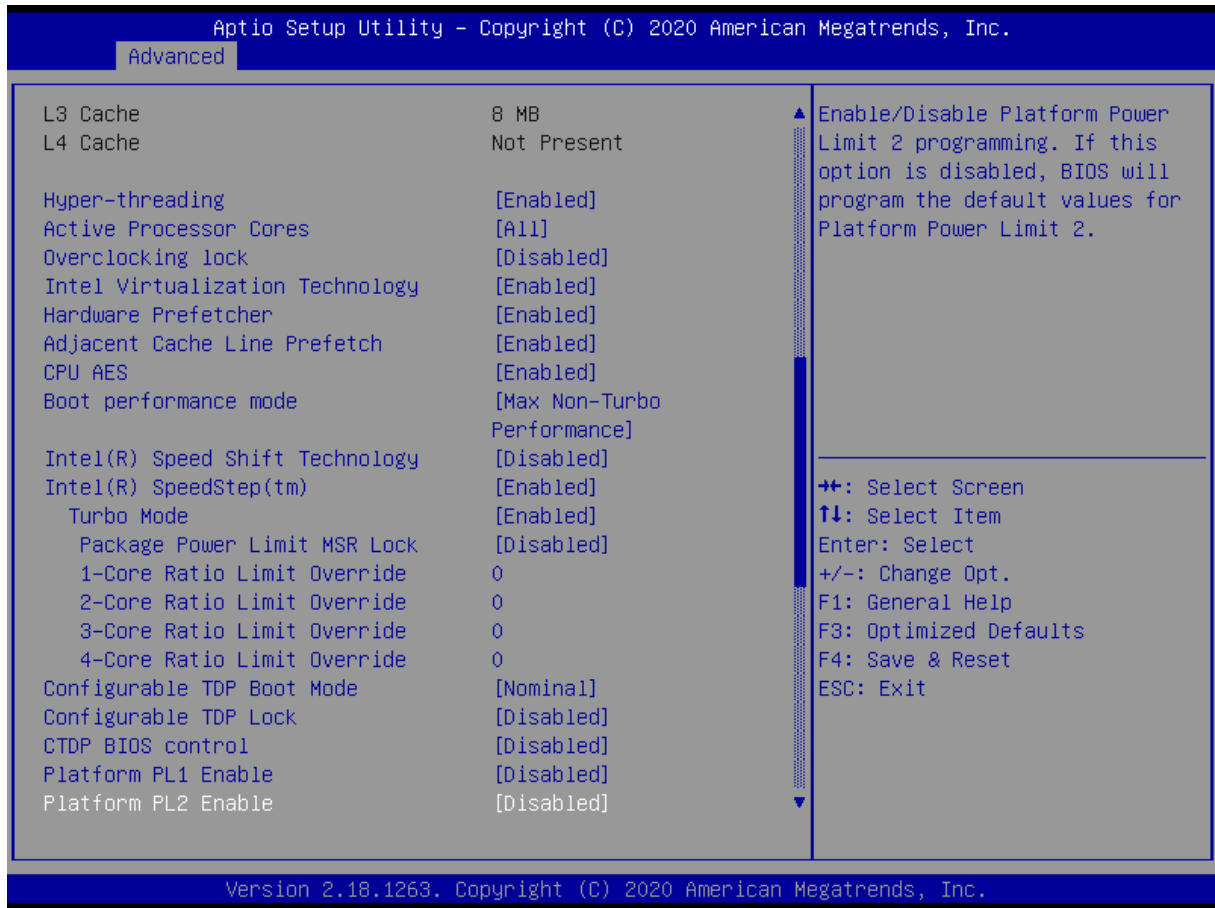 Aptio Setup Utility – Copyright (C) 2020 American Megatrends, Inc.
Advanced
L3 Cache 8 MB
L4 Cache Not Present
Hyper-threading [Enabled]
Active Processor Cores [All]
Overclocking lock [Disabled]
Intel Virtualization Technology [Enabled]
Hardware Prefetcher [Enabled]
Adjacent Cache Line Prefetch [Enabled]
CPU AES [Enabled]
Boot performance mode [Max Non-Turbo
Performance]
Intel(R) Speed Shift Technology [Disabled]
Intel(R) SpeedStep(tm) [Enabled]
Turbo Mode [Enabled]
Package Power Limit MSR Lock [Disabled]
1-Core Ratio Limit Override 0
2-Core Ratio Limit Override 0
3-Core Ratio Limit Override 0
4-Core Ratio Limit Override 0
Configurable TDP Boot Mode [Nominal]
Configurable TDP Lock [Disabled]
CTDP BIOS control [Disabled]
Platform PL1 Enable [Disabled]
Platform PL2 Enable [Disabled]
Enable/Disable Platform Power
Limit 2 programming. If this
option is disabled, BIOS will
program the default values for
Platform Power Limit 2.
→←: Select Screen
↑↓: Select Item
Enter: Select
+/-: Change Opt.
F1: General Help
F3: Optimized Defaults
F4: Save & Reset
ESC: Exit
Version 2.18.1263. Copyright (C) 2020 American Megatrends, Inc.